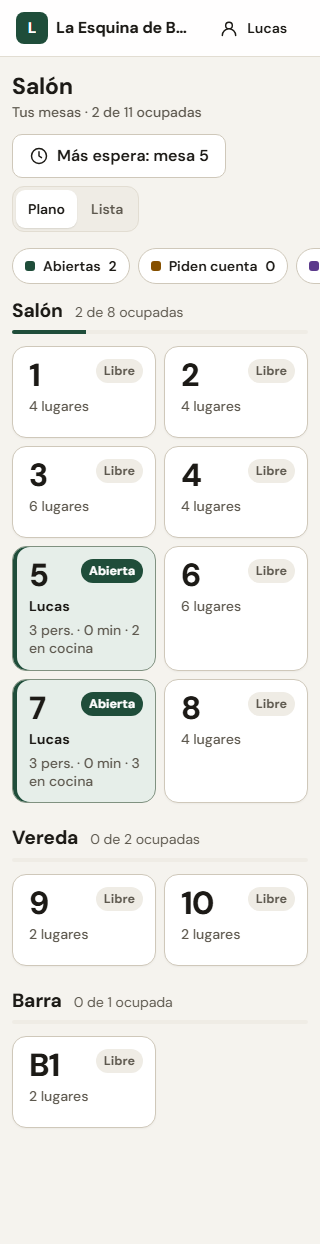 L La Esquina de B... Lucas
Salón
Tus mesas · 2 de 11 ocupadas
Más espera: mesa 5
Plano Lista
Abiertas 2 Piden cuenta 0
Salón 2 de 8 ocupadas
1 Libre
4 lugares
2 Libre
4 lugares
3 Libre
6 lugares
4 Libre
4 lugares
5 Abierta
Lucas
3 pers. · 0 min · 2
en cocina
6 Libre
6 lugares
7 Abierta
Lucas
3 pers. · 0 min · 3
en cocina
8 Libre
4 lugares
Vereda 0 de 2 ocupadas
9 Libre
2 lugares
10 Libre
2 lugares
Barra 0 de 1 ocupada
B1 Libre
2 lugares